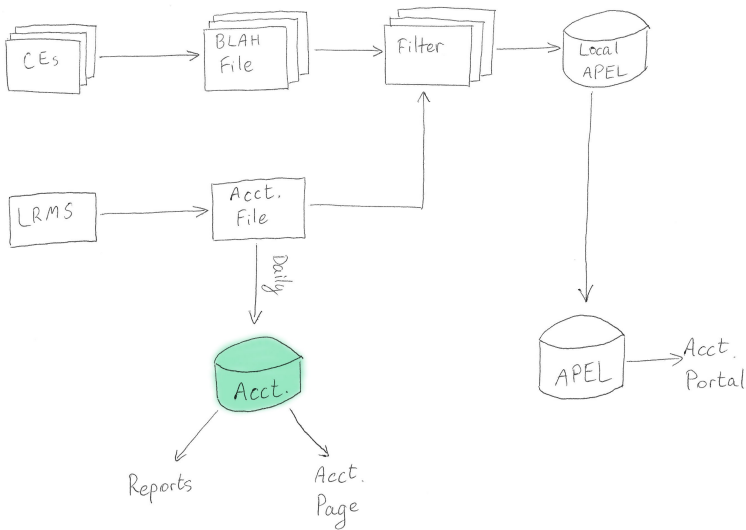 CEs
BLAH
File
Filter
Local
APEL
LRMS
Acct.
File
Daily
Acct.
APEL
Acct.
Portal
Reports
Acct.
Page